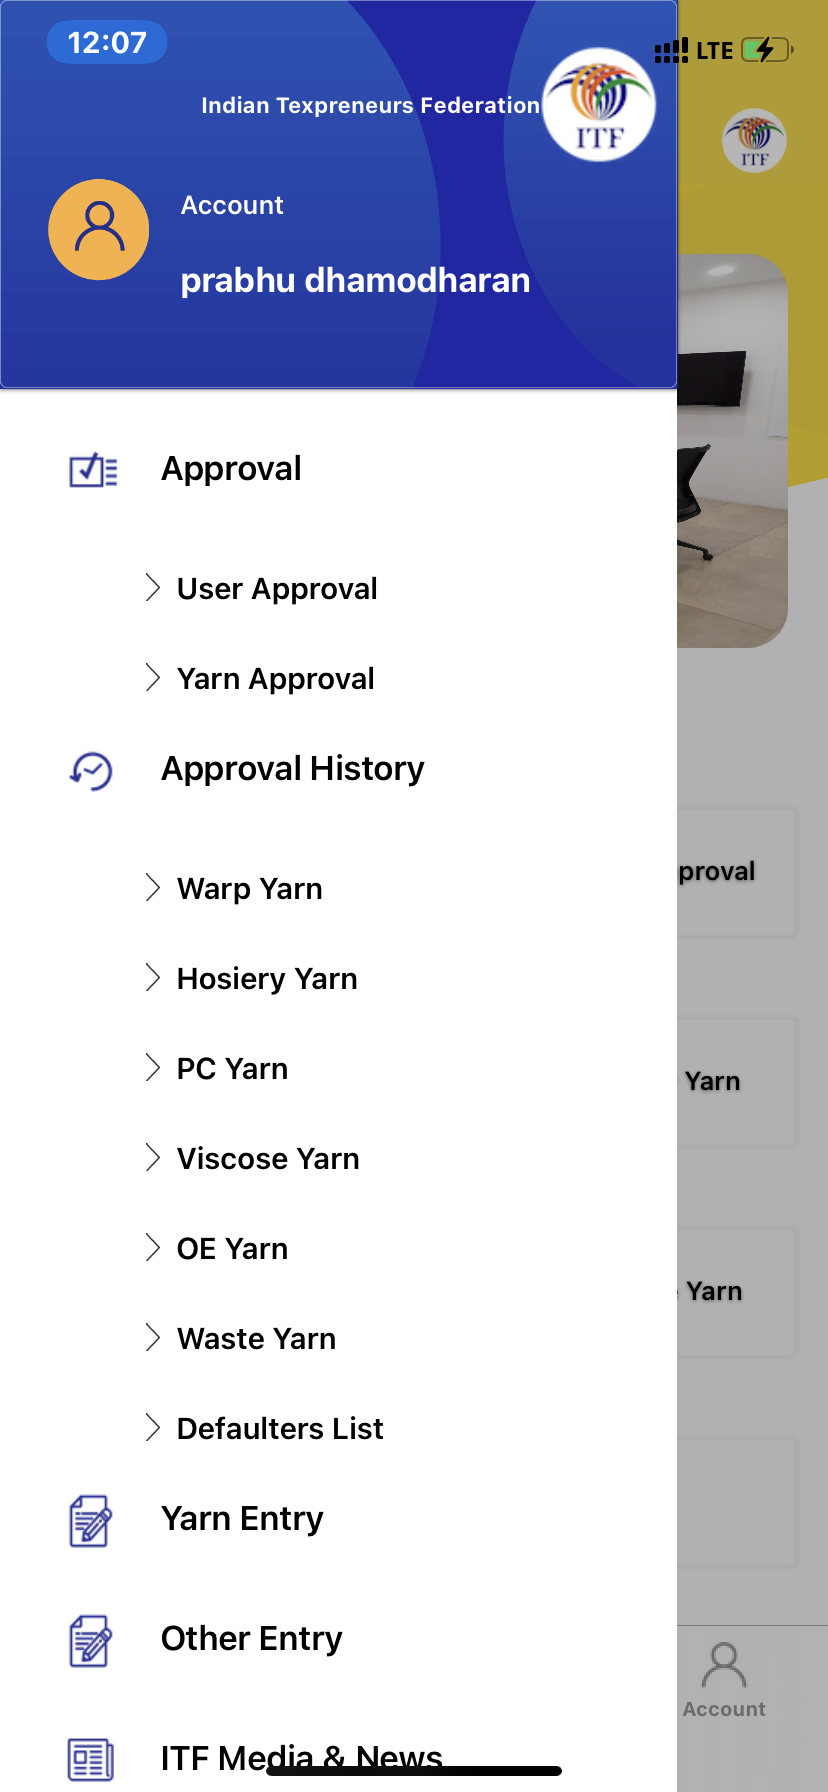 12:07
LTE
Indian Texpreneurs Federation
ITF
ITF
Account
prabhu dhamodharan
Approval
User Approval
Yarn Approval
Approval History
proval
Warp Yarn
Hosiery Yarn
PC Yarn
Yarn
Viscose Yarn
OE Yarn
Yarn
Waste Yarn
Defaulters List
Yarn Entry
Other Entry
Account
ITF Media & News